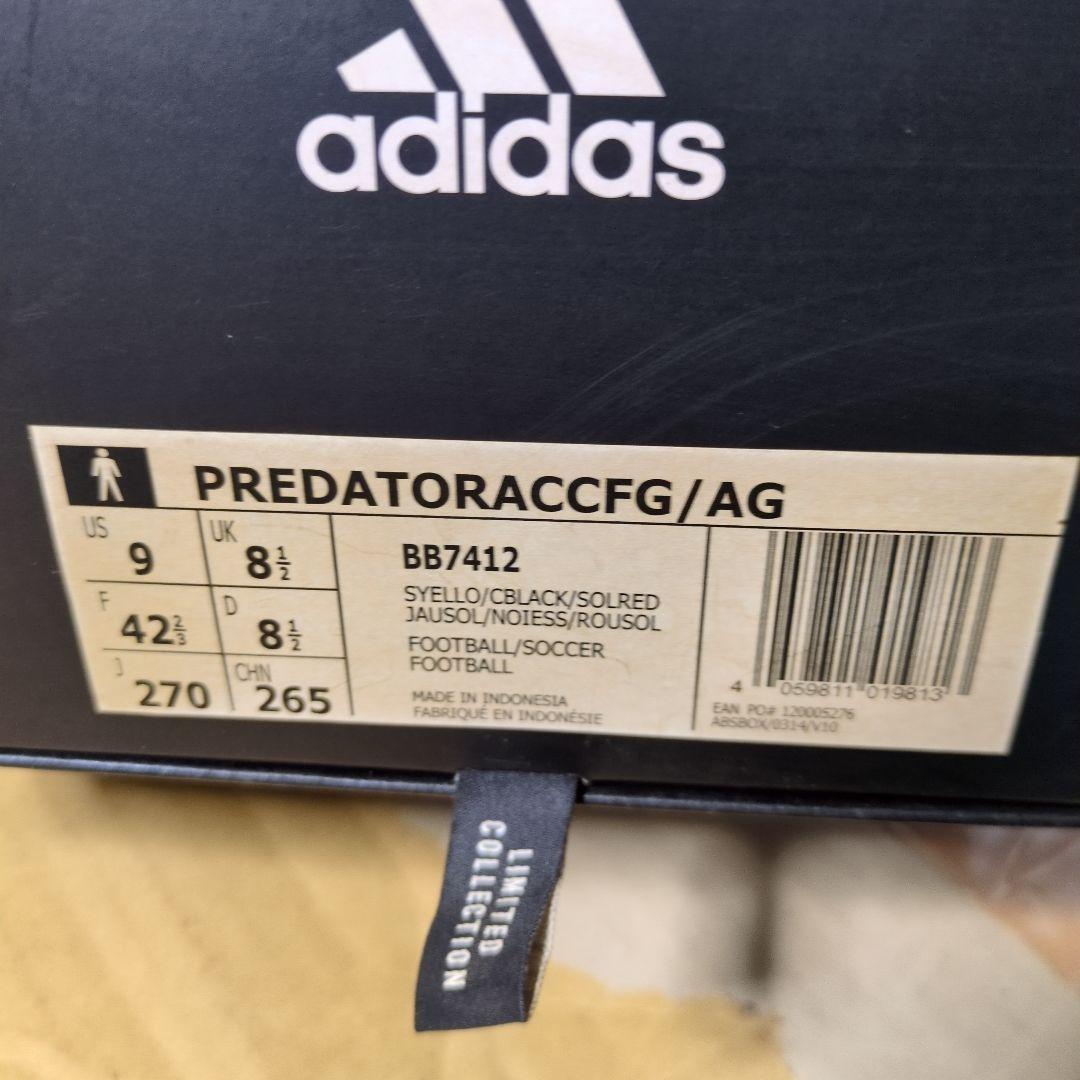 adidas
PREDATORACCFG/AG
US 9 UK 8½
F 42⅔ D 8½
J 270 CHN 265
BB7412
SYELLO/CBLACK/SOLRED
JAUSOL/NOIESS/ROUSOL
FOOTBALL/SOCCER
FOOTBALL
MADE IN INDONESIA
FABRIQUÉ EN INDONÉSIE
4 059811 019813
EAN PO# 120005276
ABSBOX/0314/V10
LIMITED
COLLECTION